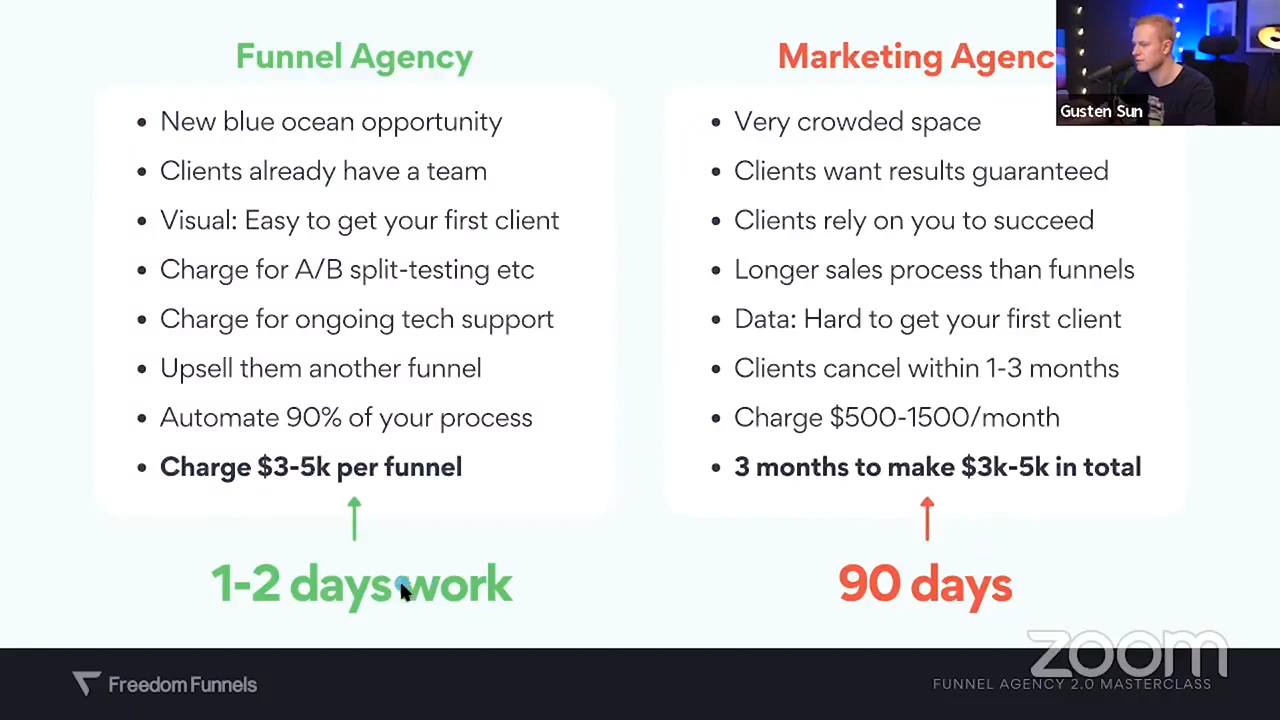 Funnel Agency
New blue ocean opportunity
Clients already have a team
Visual: Easy to get your first client
Charge for A/B split-testing etc
Charge for ongoing tech support
Upsell them another funnel
Automate 90% of your process
Charge $3-5k per funnel
1-2 days work
Marketing Agenc
Very crowded space
Clients want results guaranteed
Clients rely on you to succeed
Longer sales process than funnels
Data: Hard to get your first client
Clients cancel within 1-3 months
Charge $500-1500/month
3 months to make $3k-5k in total
90 days
Gusten Sun
Freedom Funnels
zoom
FUNNEL AGENCY 2.0 MASTERCLASS